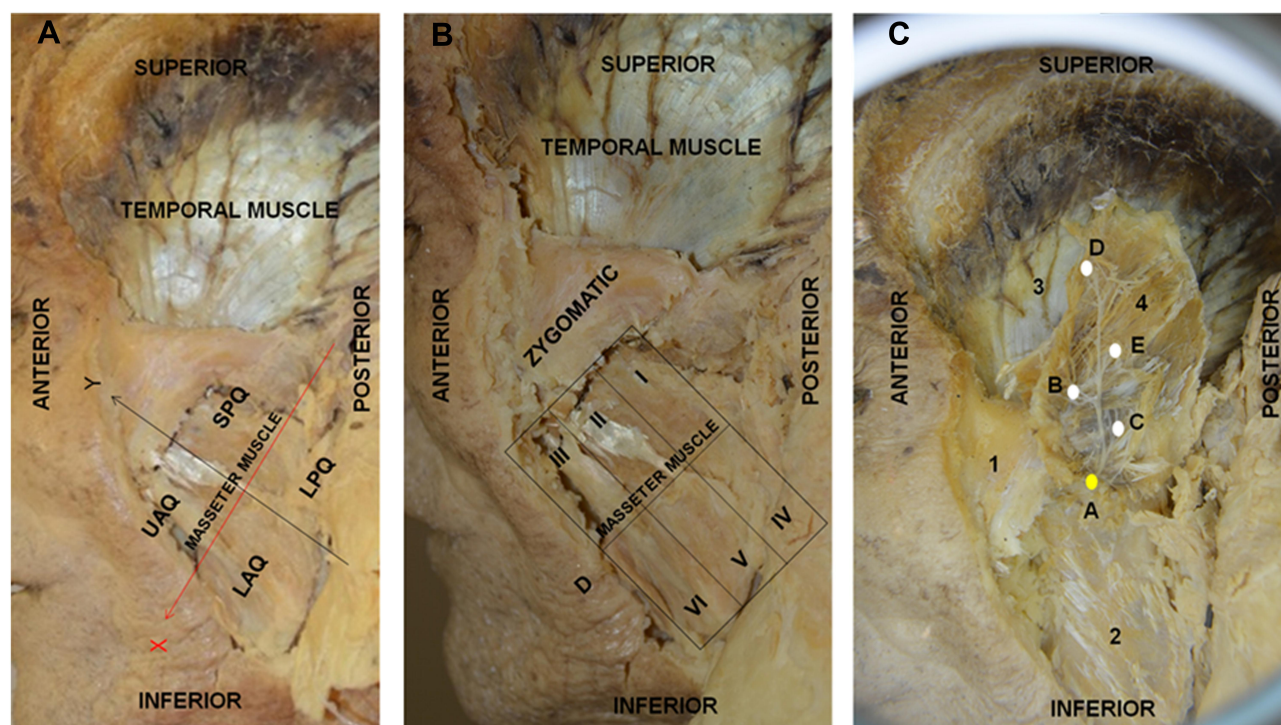 A
SUPERIOR
TEMPORAL MUSCLE
ANTERIOR
POSTERIOR
Y
SPQ
MASSETER MUSCLE
LPQ
UAQ
LAQ
X
INFERIOR
B
SUPERIOR
TEMPORAL MUSCLE
ANTERIOR
POSTERIOR
ZYGOMATIC
I
II
III
MASSETER MUSCLE
IV
V
VI
D
INFERIOR
C
SUPERIOR
ANTERIOR
POSTERIOR
D
3
4
E
B
C
1
A
2
INFERIOR